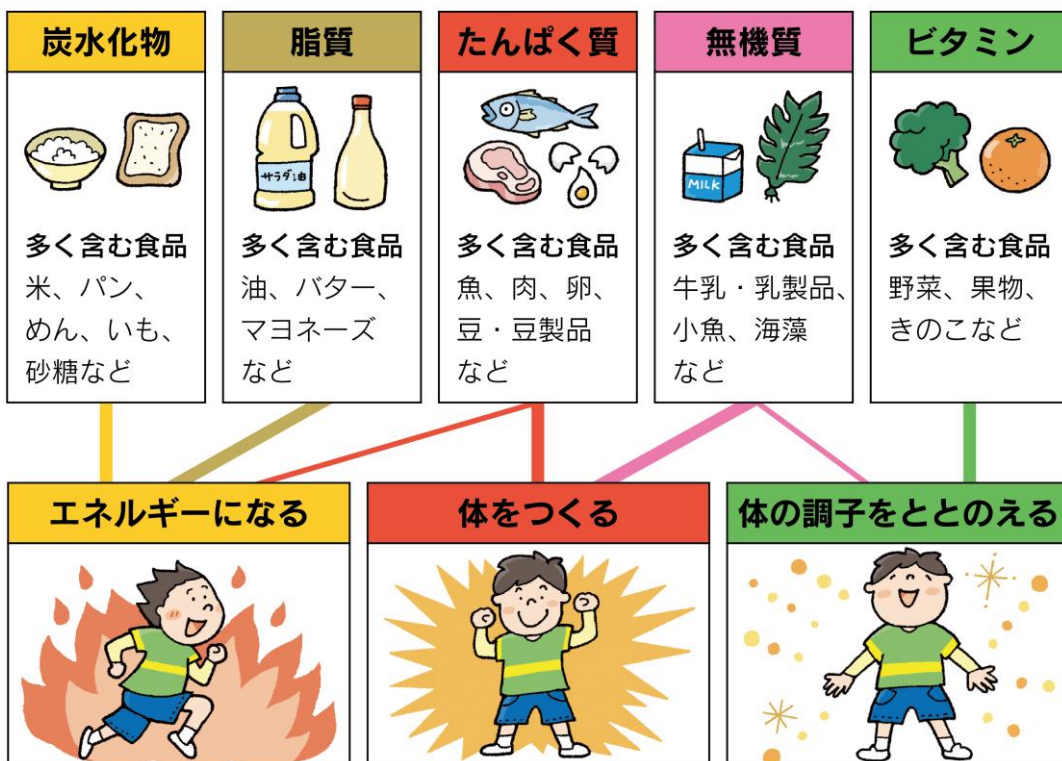 炭水化物
サラダ油
多く含む食品
米、パン、
めん、いも、
砂糖など
脂質
多く含む食品
油、バター、
マヨネーズ
など
たんぱく質
多く含む食品
魚、肉、卵、
豆・豆製品
など
無機質
MILK
多く含む食品
牛乳・乳製品、
小魚、海藻
など
ビタミン
多く含む食品
野菜、果物、
きのこなど
エネルギーになる
体をつくる
体の調子をととのえる